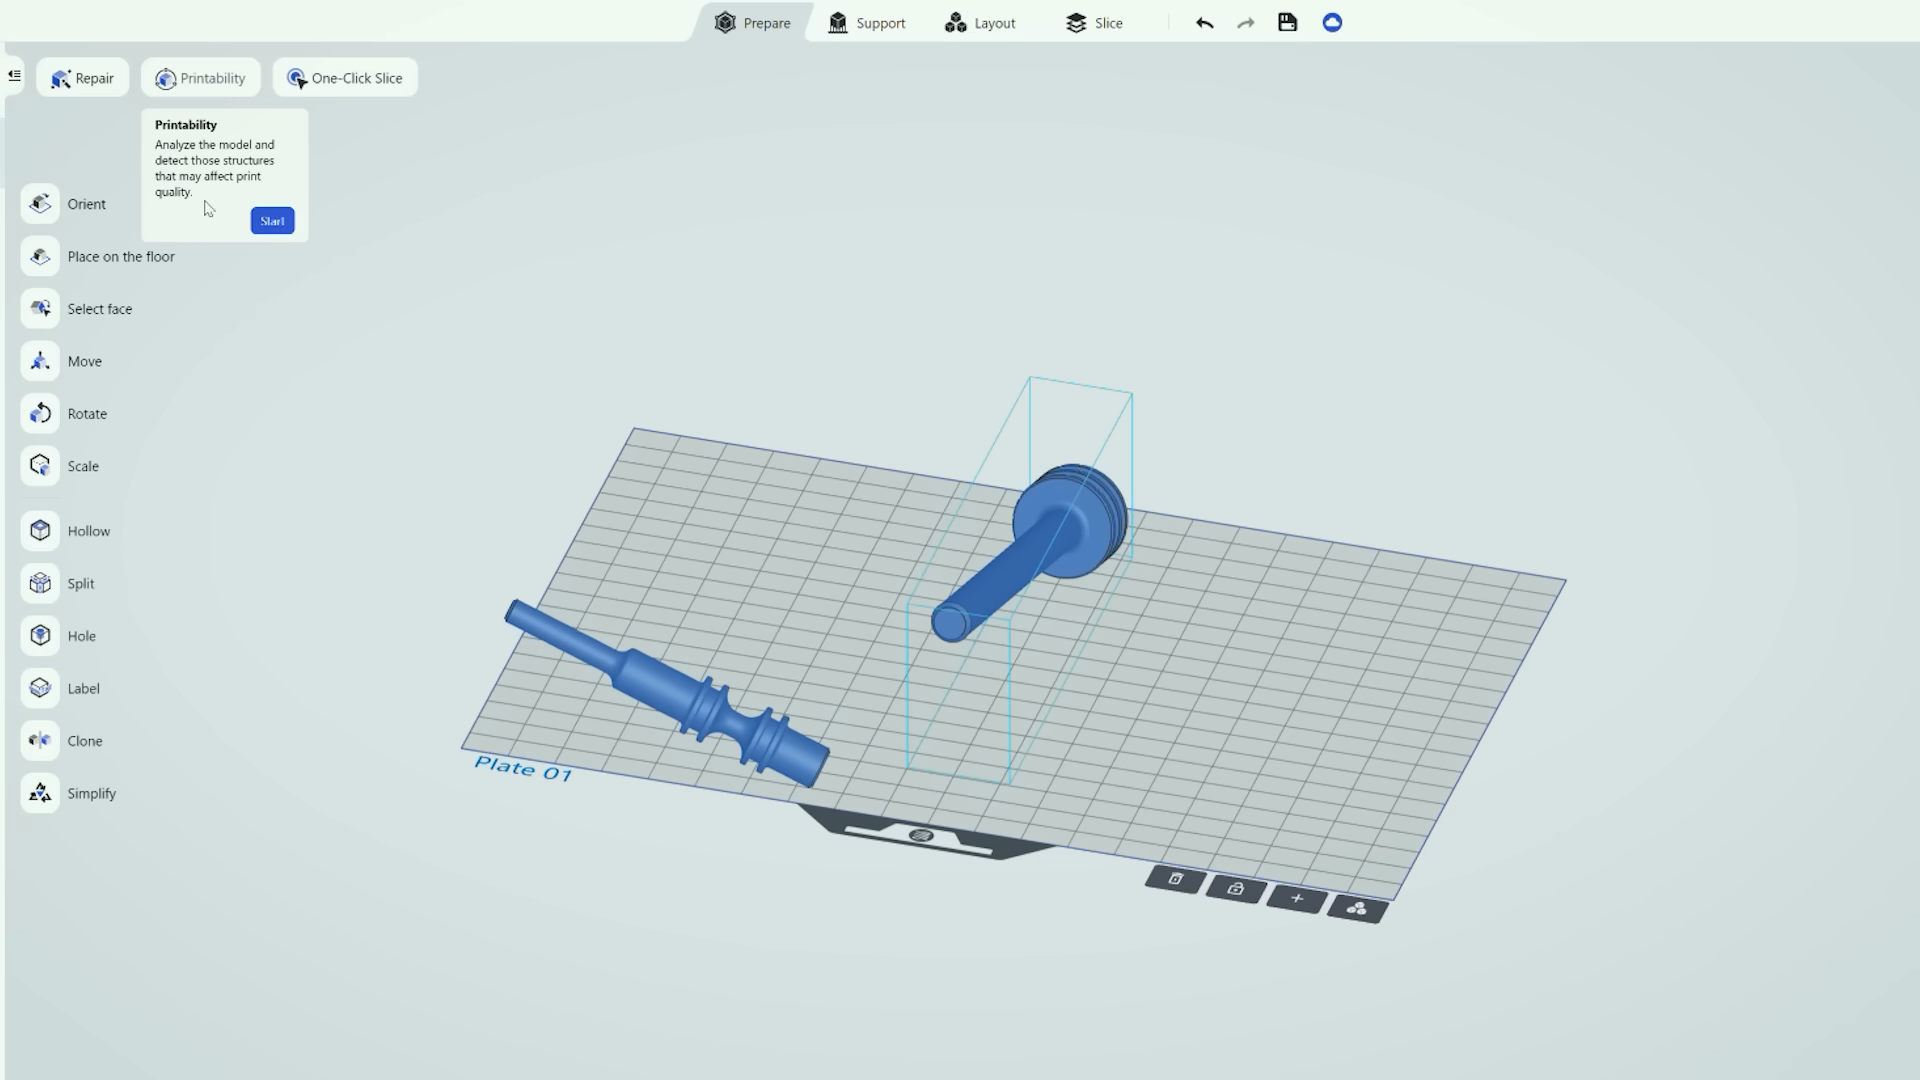 Prepare
Support
Layout
Slice
Repair
Printability
One-Click Slice
Printability
Analyze the model and
detect those structures
that may affect print
quality.
Start
Orient
Place on the floor
Select face
Move
Rotate
Scale
Hollow
Split
Hole
Label
Clone
Simplify
Plate 01